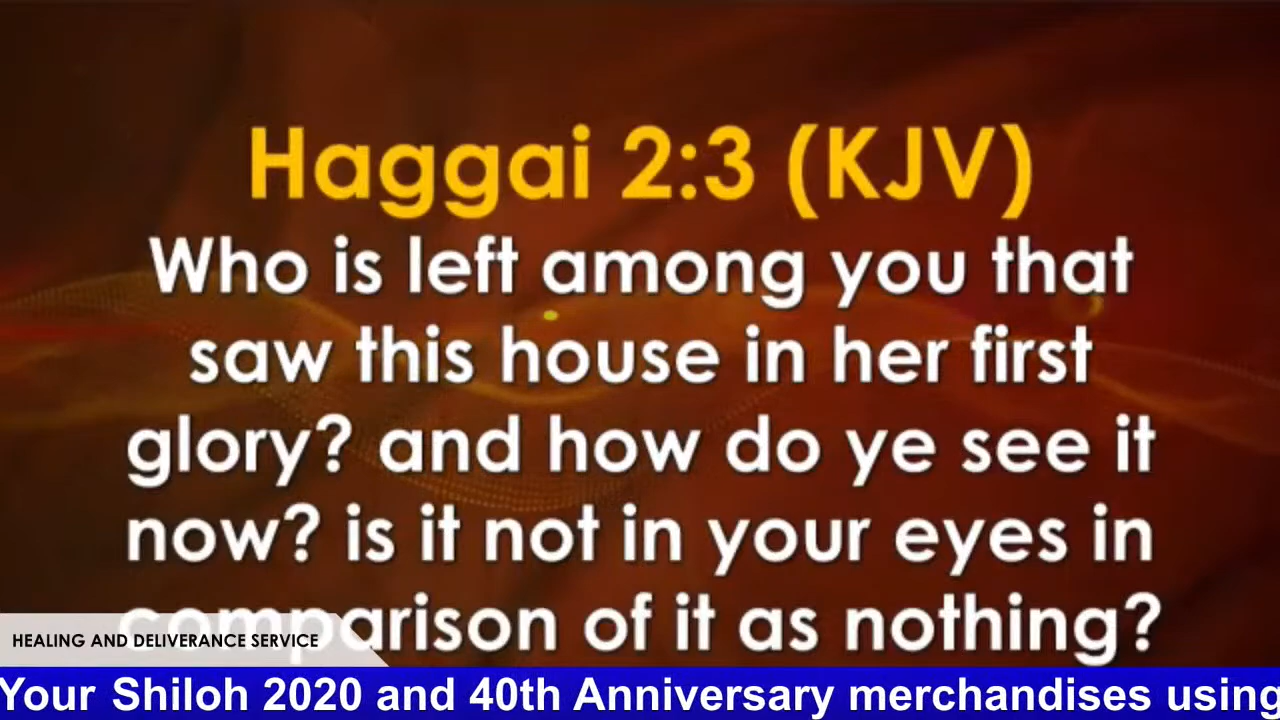 Haggai 2:3 (KJV)
Who is left among you that
saw this house in her first
glory? and how do ye see it
now? is it not in your eyes in
comparison of it as nothing?
HEALING AND DELIVERANCE SERVICE
Your Shiloh 2020 and 40th Anniversary merchandises using